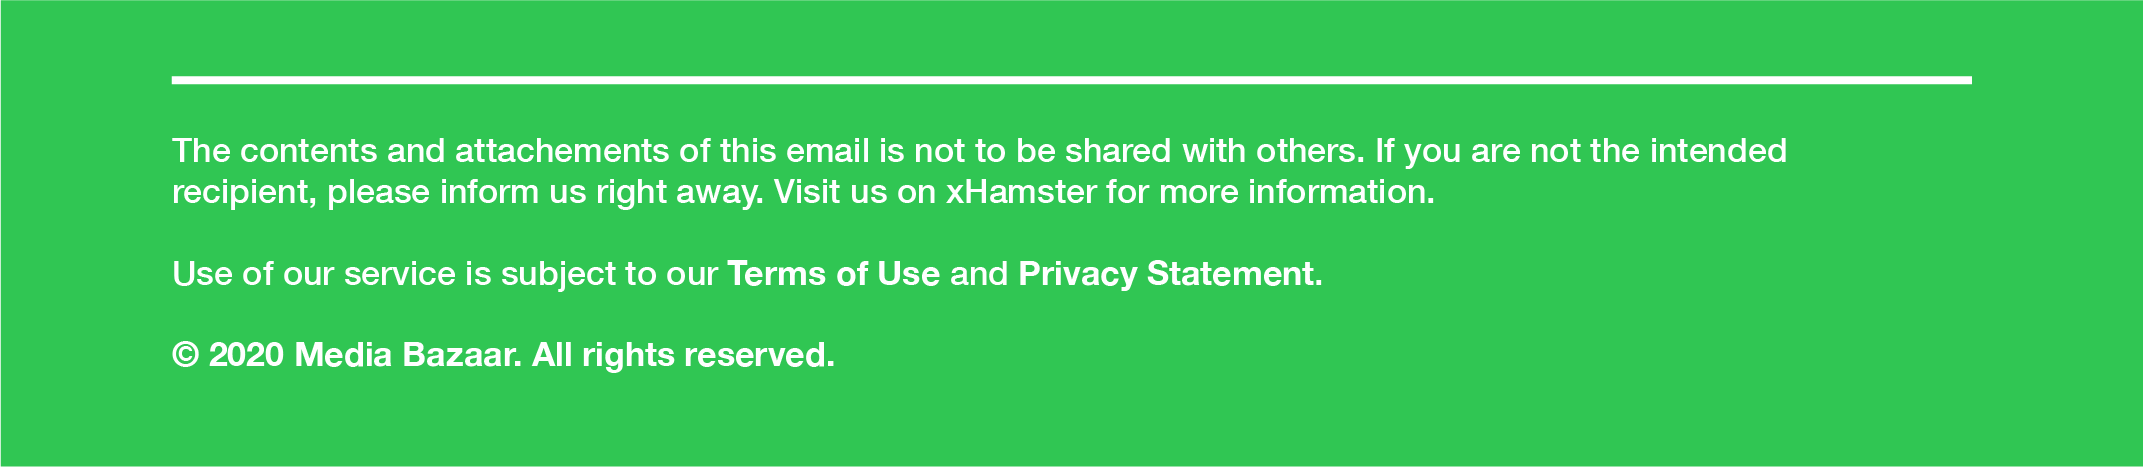 The contents and attachements of this email is not to be shared with others. If you are not the intended
recipient, please inform us right away. Visit us on xHamster for more information.
Use of our service is subject to our Terms of Use and Privacy Statement.
© 2020 Media Bazaar. All rights reserved.